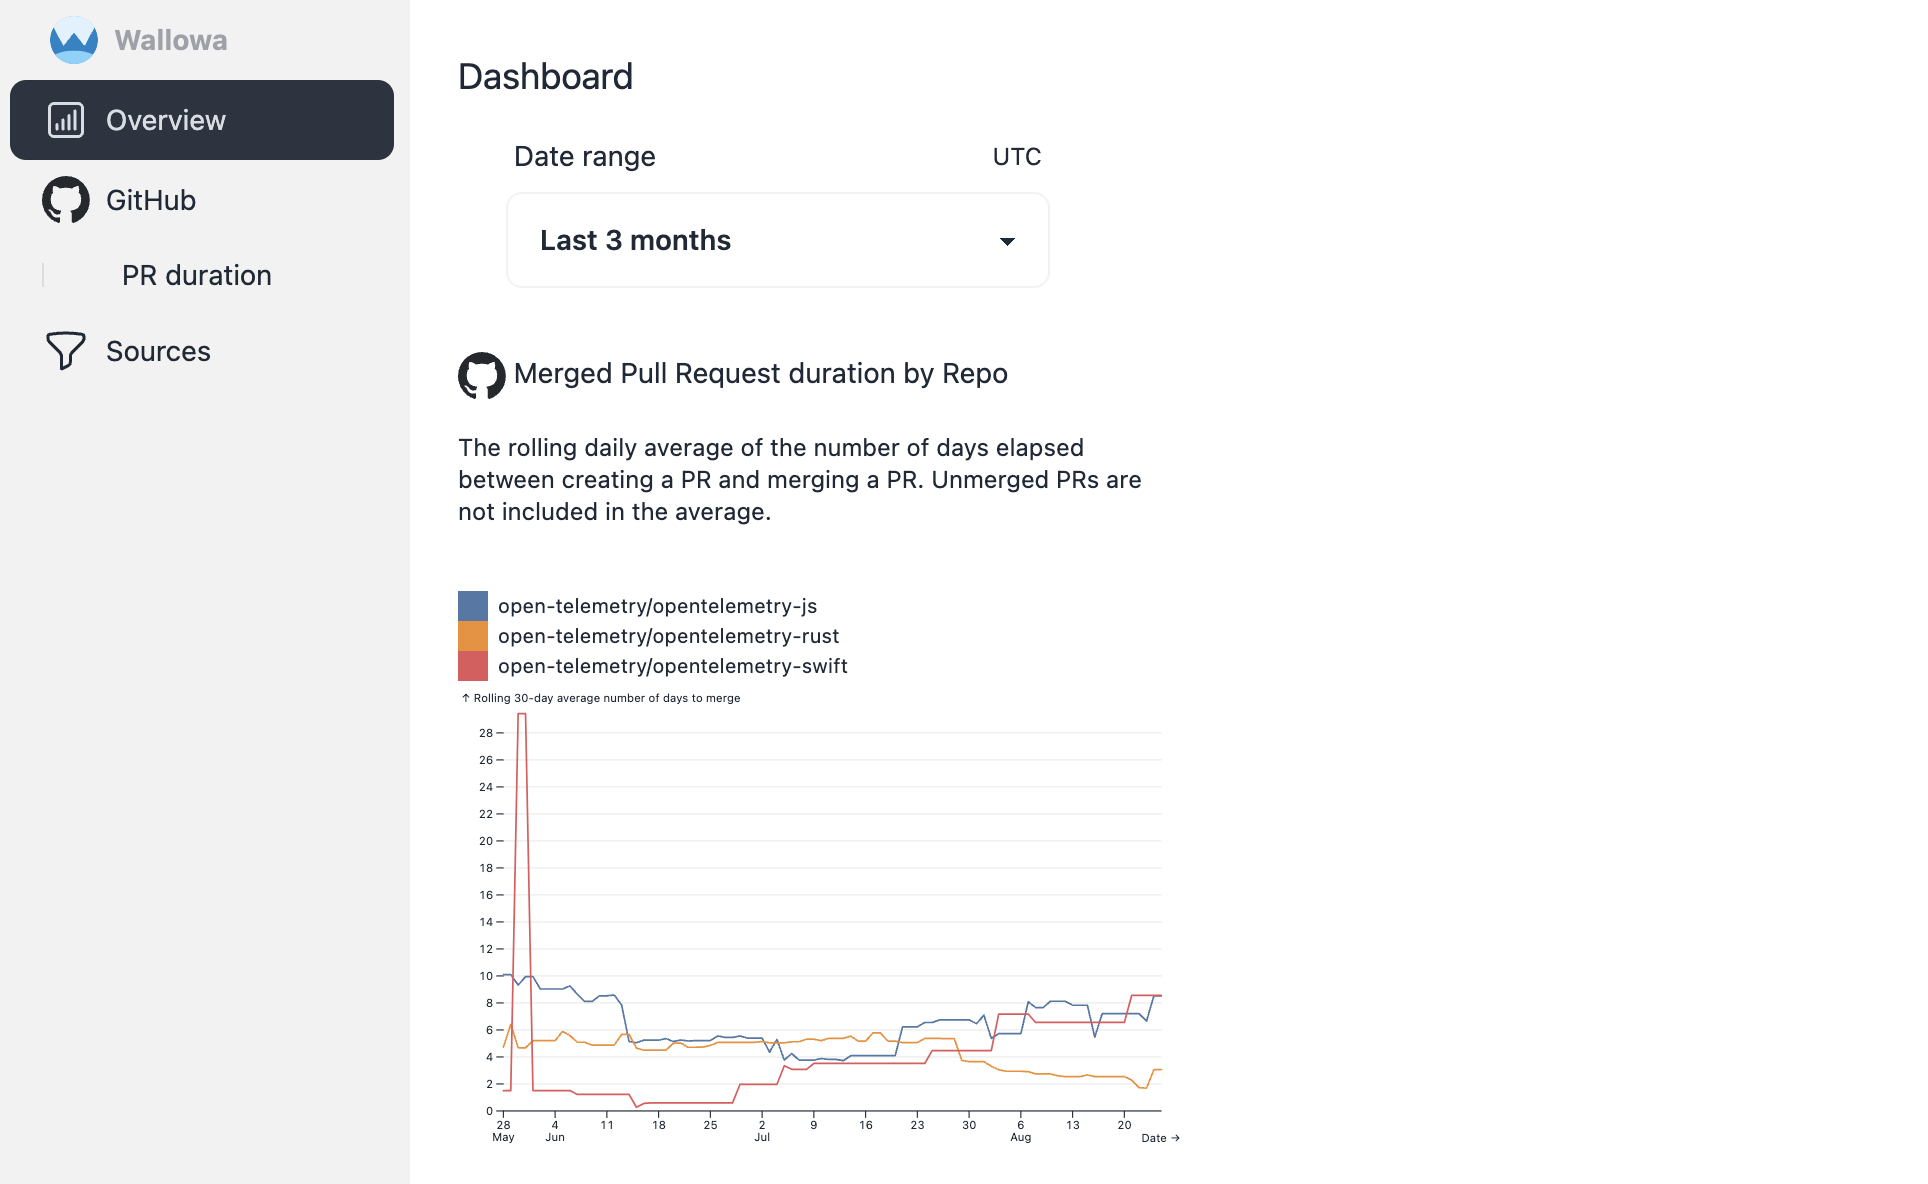 Wallowa
Overview
GitHub
PR duration
Sources
Dashboard
Date range
UTC
Last 3 months
Merged Pull Request duration by Repo
The rolling daily average of the number of days elapsed
between creating a PR and merging a PR. Unmerged PRs are
not included in the average.
open-telemetry/opentelemetry-js
open-telemetry/opentelemetry-rust
open-telemetry/opentelemetry-swift
↑ Rolling 30-day average number of days to merge
28
26
24
22
20
18
16
14
12
10
8
6
4
2
0
28 4 11 18 25 2 9 16 23 30 6 13 20
May Jun Jul Aug Date →